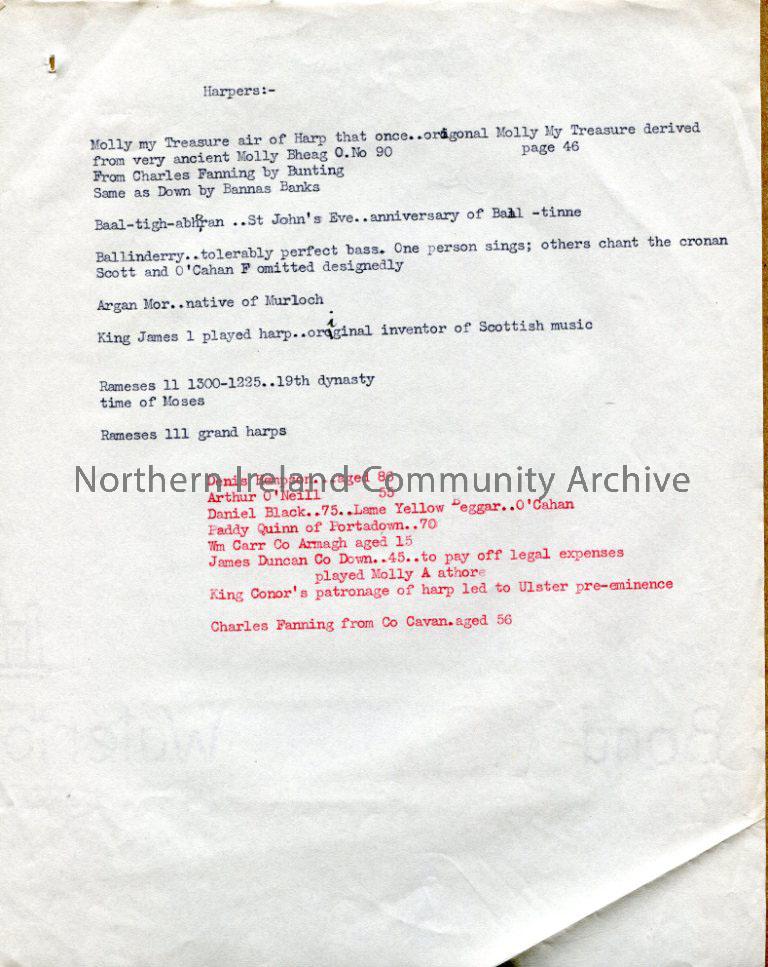 Harpers:-
Molly my Treasure air of Harp that once..origonal Molly My Treasure derived
from very ancient Molly Bheag O.No 90 page 46
From Charles Fanning by Bunting
Same as Down by Bannas Banks
Baal-tigh-abhran ..St John's Eve..anniversary of Baal -tinne
Ballinderry..tolerably perfect bass. One person sings; others chant the cronan
Scott and O'Cahan F omitted designedly
Argan Mor..native of Murloch
King James 1 played harp..original inventor of Scottish music
Rameses 11 1300-1225..19th dynasty
time of Moses
Rameses 111 grand harps
Northern Ireland Community Archive
Denis Hempson...aged 86
Arthur O'Neill 55
Daniel Black..75..Lame Yellow Beggar..O'Cahan
Paddy Quinn of Portadown..70
Wm Carr Co Armagh aged 15
James Duncan Co Down..45..to pay off legal expenses
played Molly A athore
King Conor's patronage of harp led to Ulster pre-eminence
Charles Fanning from Co Cavan.aged 56